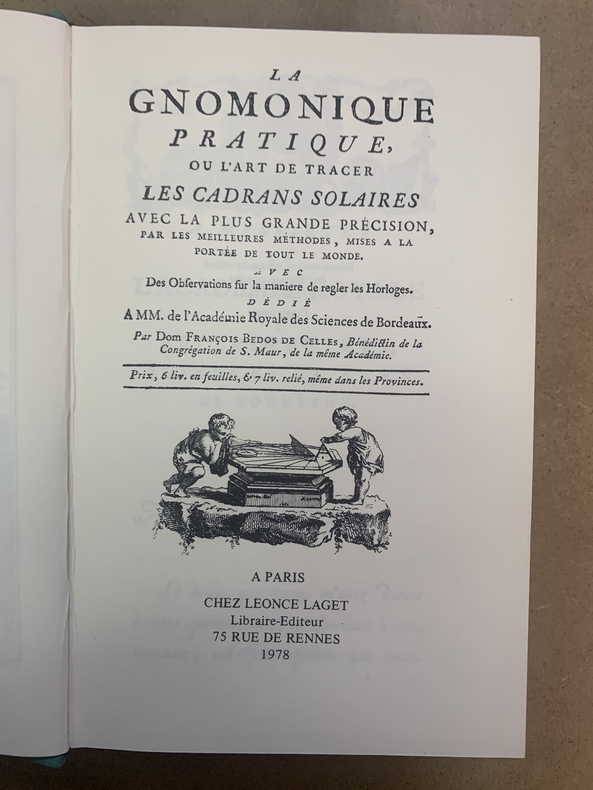 LA
GNOMONIQUE
PRATIQUE,
OU L'ART DE TRACER
LES CADRANS SOLAIRES
AVEC LA PLUS GRANDE PRÉCISION,
PAR LES MEILLEURES MÉTHODES, MISES A LA
PORTÉE DE TOUT LE MONDE.
AVEC
Des Observations sur la maniere de regler les Horloges.
DÉDIÉ
A MM. de l'Académie Royale des Sciences de Bordeaux.
Par Dom FRANÇOIS BEDOS DE CELLES, Bénédictin de la
Congrégation de S. Maur, de la même Académie.
Prix, 6 liv. en feuilles, & 7 liv. relié, même dans les Provinces.
A PARIS
CHEZ LEONCE LAGET
Libraire-Editeur
75 RUE DE RENNES
1978